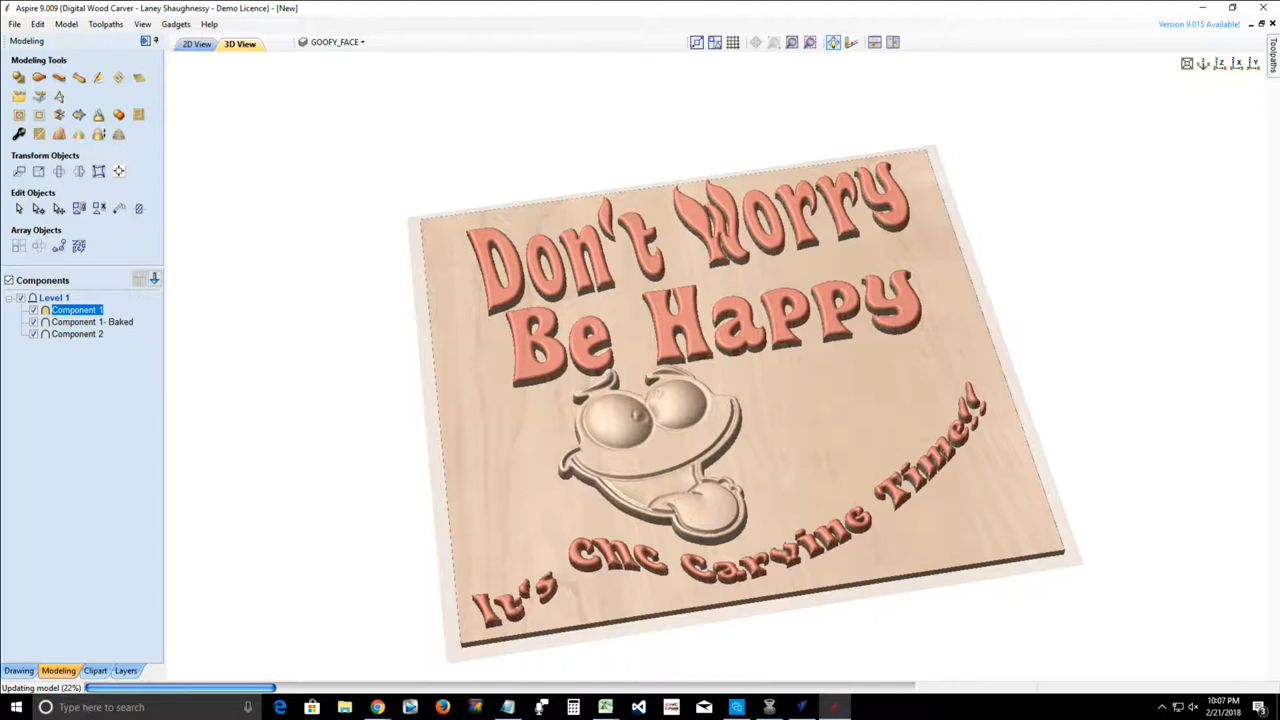 Aspire 9.009 {Digital Wood Carver - Laney Shaughnessy - Demo Licence} - [New]
File Edit Model Toolpaths View Gadgets Help
Version 9.015 Available!
Modeling
2D View 3D View GOOFY_FACE
Toolpaths
Modeling Tools
Z X Y
Transform Objects
Edit Objects
Array Objects
Components
Level 1
Component 1
Component 1- Baked
Component 2
Don't Worry
Be Happy
It's CNC Carving Time!!
Drawing Modeling Clipart Layers
Updating model (22%)
Type here to search
10:07 PM
2/21/2018